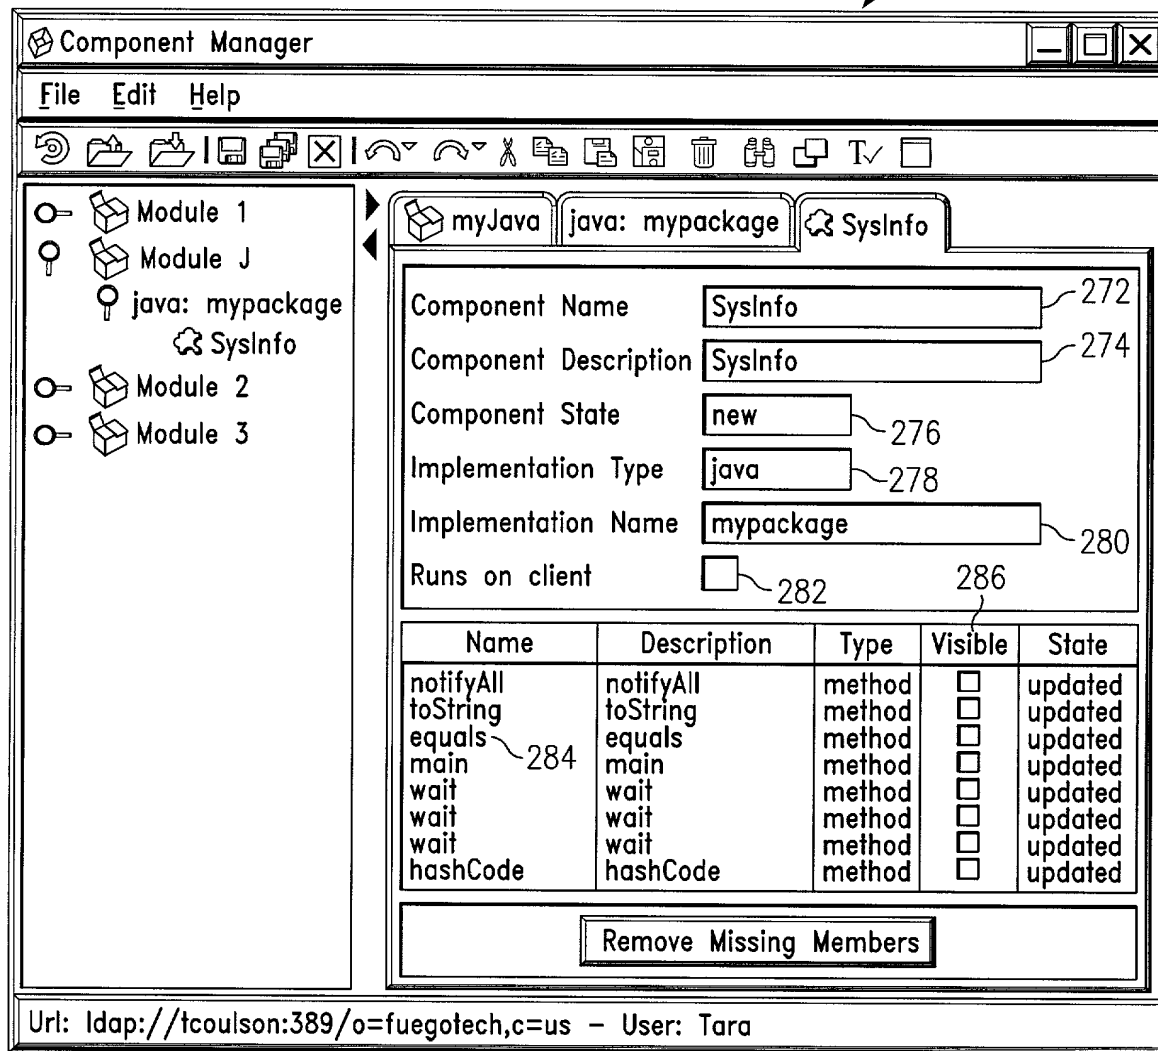 Component Manager
File Edit Help
Module 1
Module J
java: mypackage
SysInfo
Module 2
Module 3
myJava java: mypackage SysInfo
Component Name SysInfo 272
Component Description SysInfo 274
Component State new 276
Implementation Type java 278
Implementation Name mypackage 280
Runs on client 282 286
Name Description Type Visible State
notifyAll notifyAll method updated
toString toString method updated
equals 284 equals method updated
main main method updated
wait wait method updated
wait wait method updated
wait wait method updated
hashCode hashCode method updated
Remove Missing Members
Url: ldap://tcoulson:389/o=fuegotech,c=us – User: Tara